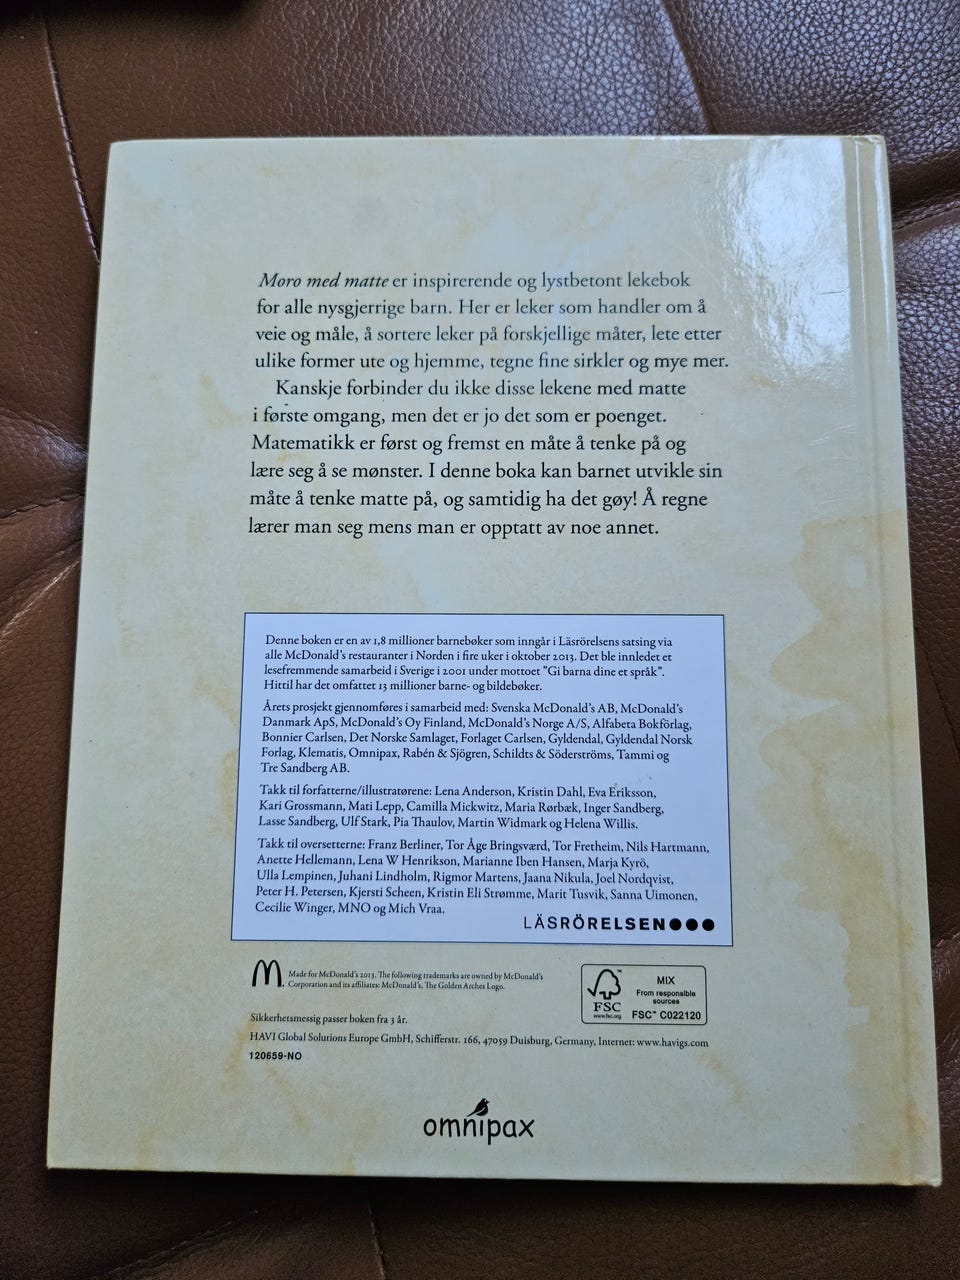 Moro med matte er inspirerende og lystbetont lekebok
for alle nysgjerrige barn. Her er leker som handler om å
veie og måle, å sortere leker på forskjellige måter, lete etter
ulike former ute og hjemme, tegne fine sirkler og mye mer.
Kanskje forbinder du ikke disse lekene med matte
i første omgang, men det er jo det som er poenget.
Matematikk er først og fremst en måte å tenke på og
lære seg å se mønster. I denne boka kan barnet utvikle sin
måte å tenke matte på, og samtidig ha det gøy! Å regne
lærer man seg mens man er opptatt av noe annet.
Denne boken er en av 1,8 millioner barnebøker som inngår i Läsrörelsens satsing via
alle McDonald's restauranter i Norden i fire uker i oktober 2013. Det ble innledet et
lesefremmende samarbeid i Sverige i 2001 under mottoet "Gi barna dine et språk".
Hittil har det omfattet 13 millioner barne- og bildebøker.
Årets prosjekt gjennomføres i samarbeid med: Svenska McDonald's AB, McDonald's
Danmark ApS, McDonald's Oy Finland, McDonald's Norge A/S, Alfabeta Bokförlag,
Bonnier Carlsen, Det Norske Samlaget, Forlaget Carlsen, Gyldendal, Gyldendal Norsk
Forlag, Klematis, Omnipax, Rabén & Sjögren, Schildts & Söderströms, Tammi og
Tre Sandberg AB.
Takk til forfatterne/illustratørene: Lena Anderson, Kristin Dahl, Eva Eriksson,
Kari Grossmann, Mati Lepp, Camilla Mickwitz, Maria Rørbæk, Inger Sandberg,
Lasse Sandberg, Ulf Stark, Pia Thaulov, Martin Widmark og Helena Willis.
Takk til oversetterne: Franz Berliner, Tor Åge Bringsværd, Tor Fretheim, Nils Hartmann,
Anette Hellemann, Lena W Henrikson, Marianne Iben Hansen, Marja Kyrö,
Ulla Lempinen, Juhani Lindholm, Rigmor Martens, Jaana Nikula, Joel Nordqvist,
Peter H. Petersen, Kjersti Scheen, Kristin Eli Strømme, Marit Tusvik, Sanna Uimonen,
Cecilie Winger, MNO og Mich Vraa.
LÄSRÖRELSEN
Made for McDonald's 2013. The following trademarks are owned by McDonald's
Corporation and its affiliates: McDonald's, The Golden Arches Logo.
FSC
www.fsc.org
MIX
From responsible
sources
FSC™ C022120
Sikkerhetsmessig passer boken fra 3 år.
HAVI Global Solutions Europe GmbH, Schifferstr. 166, 47059 Duisburg, Germany, Internet: www.havigs.com
120659-NO
omnipax